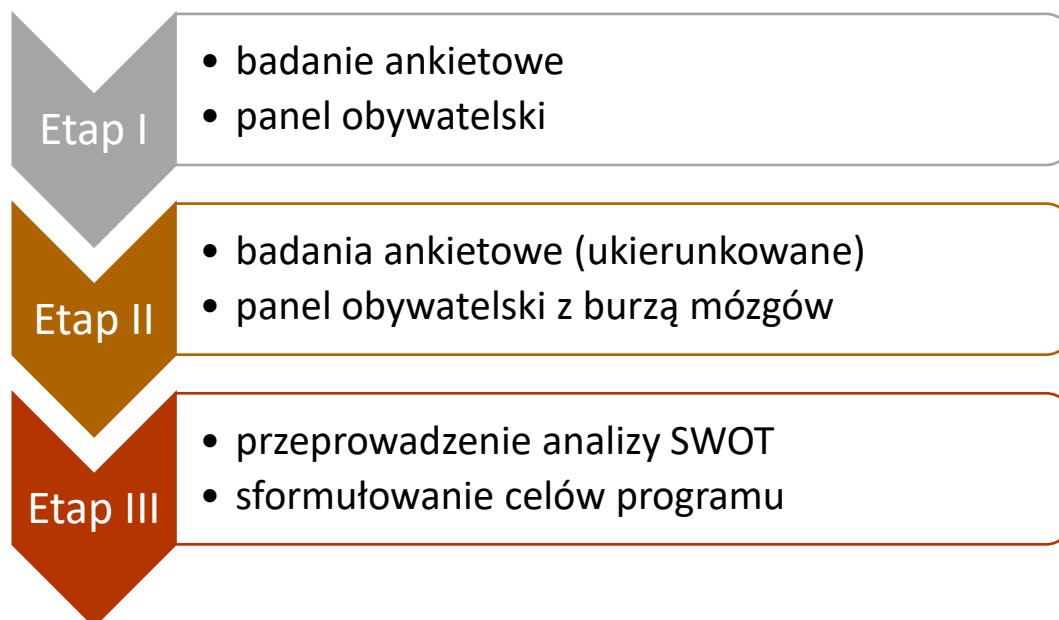 Etap I
• badanie ankietowe
• panel obywatelski
Etap II
• badania ankietowe (ukierunkowane)
• panel obywatelski z burzą mózgów
Etap III
• przeprowadzenie analizy SWOT
• sformułowanie celów programu